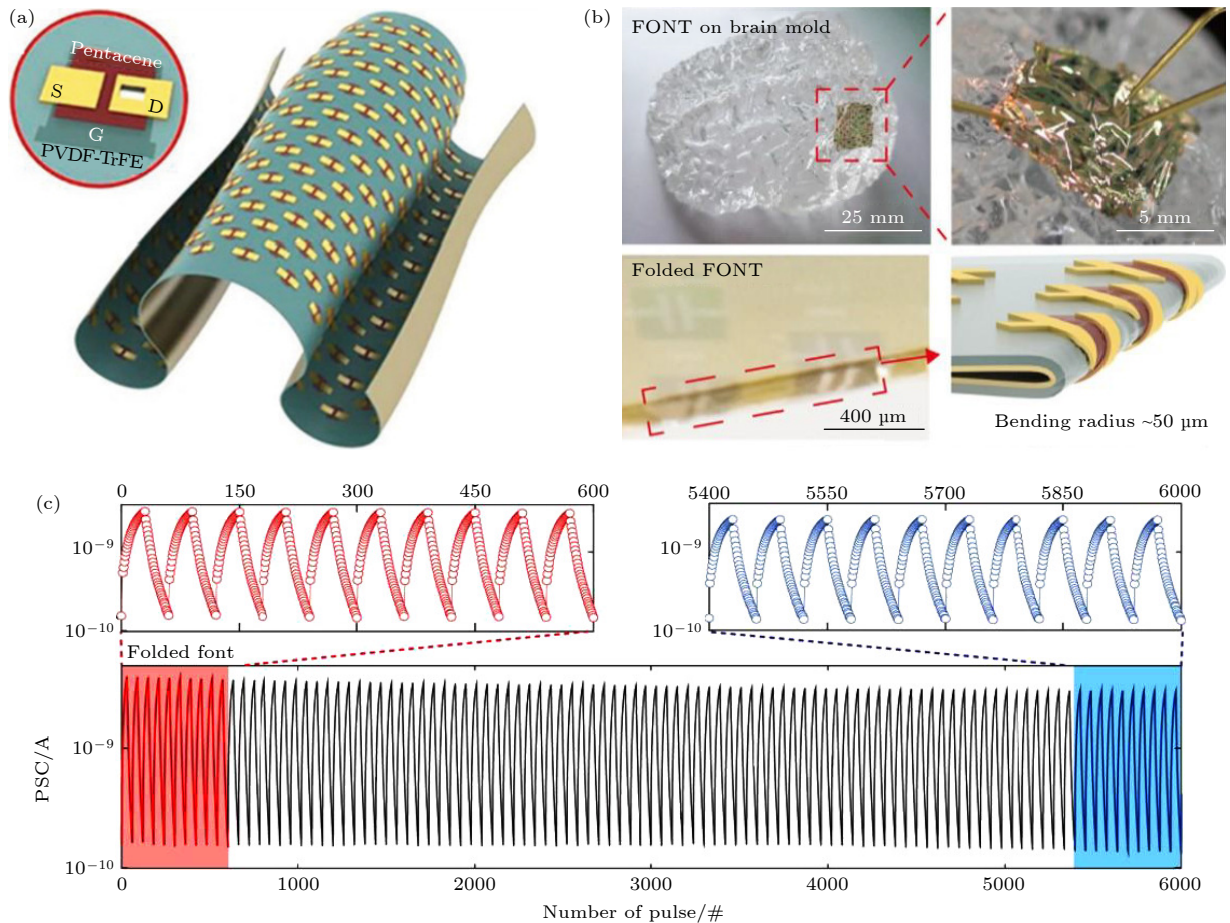 (a)
Pentacene
S
D
G
PVDF-TrFE
(b)
FONT on brain mold
25 mm
5 mm
Folded FONT
400 µm
Bending radius ~50 µm
(c)
0 150 300 450 600
10⁻⁹
10⁻¹⁰
5400 5550 5700 5850 6000
10⁻⁹
10⁻¹⁰
Folded font
PSC/A
10⁻⁹
10⁻¹⁰
0 1000 2000 3000 4000 5000 6000
Number of pulse/#